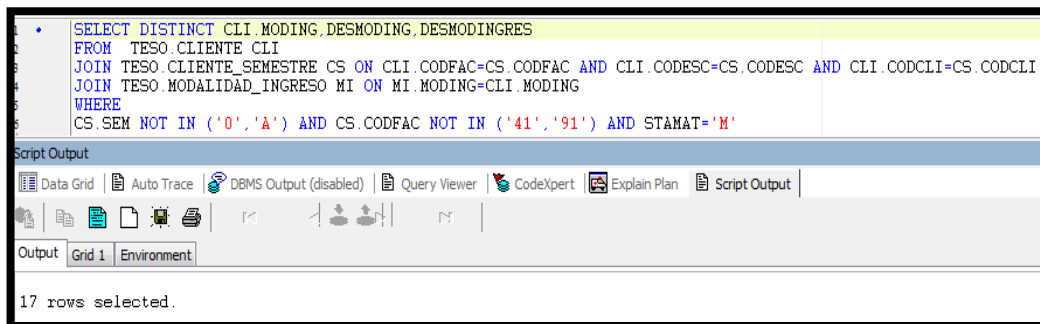 1 SELECT DISTINCT CLI.MODING,DESMODING,DESMODINGRES
2 FROM  TESO.CLIENTE CLI
3 JOIN TESO.CLIENTE_SEMESTRE CS ON CLI.CODFAC=CS.CODFAC AND CLI.CODESC=CS.CODESC AND CLI.CODCLI=CS.CODCLI
4 JOIN TESO.MODALIDAD_INGRESO MI ON MI.MODING=CLI.MODING
5 WHERE
6 CS.SEM NOT IN ('0','A') AND CS.CODFAC NOT IN ('41','91') AND STAMAT='M'
Script Output
Data Grid | Auto Trace | DBMS Output (disabled) | Query Viewer | CodeXpert | Explain Plan Script Output
Output Grid 1 Environment
17 rows selected.